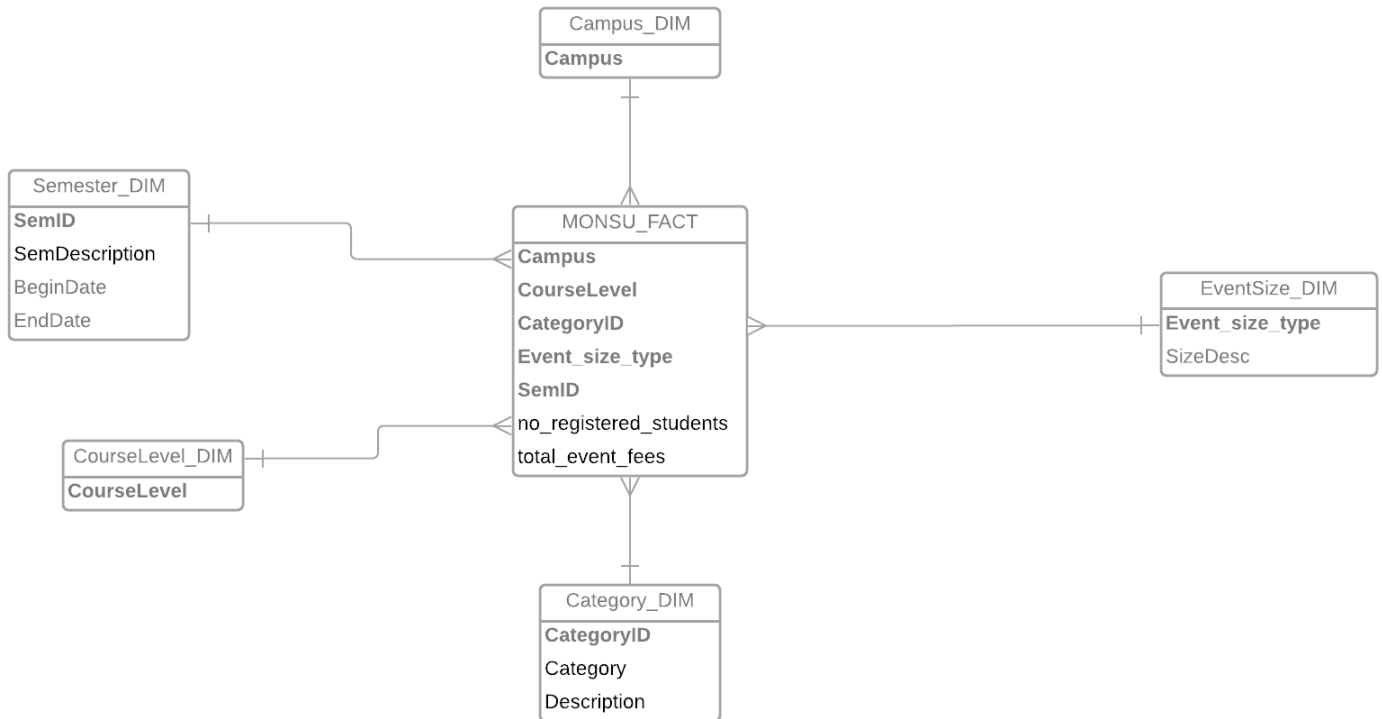 Campus_DIM
Campus
Semester_DIM
SemID
SemDescription
BeginDate
EndDate
MONSU_FACT
Campus
CourseLevel
CategoryID
Event_size_type
SemID
no_registered_students
total_event_fees
EventSize_DIM
Event_size_type
SizeDesc
CourseLevel_DIM
CourseLevel
Category_DIM
CategoryID
Category
Description